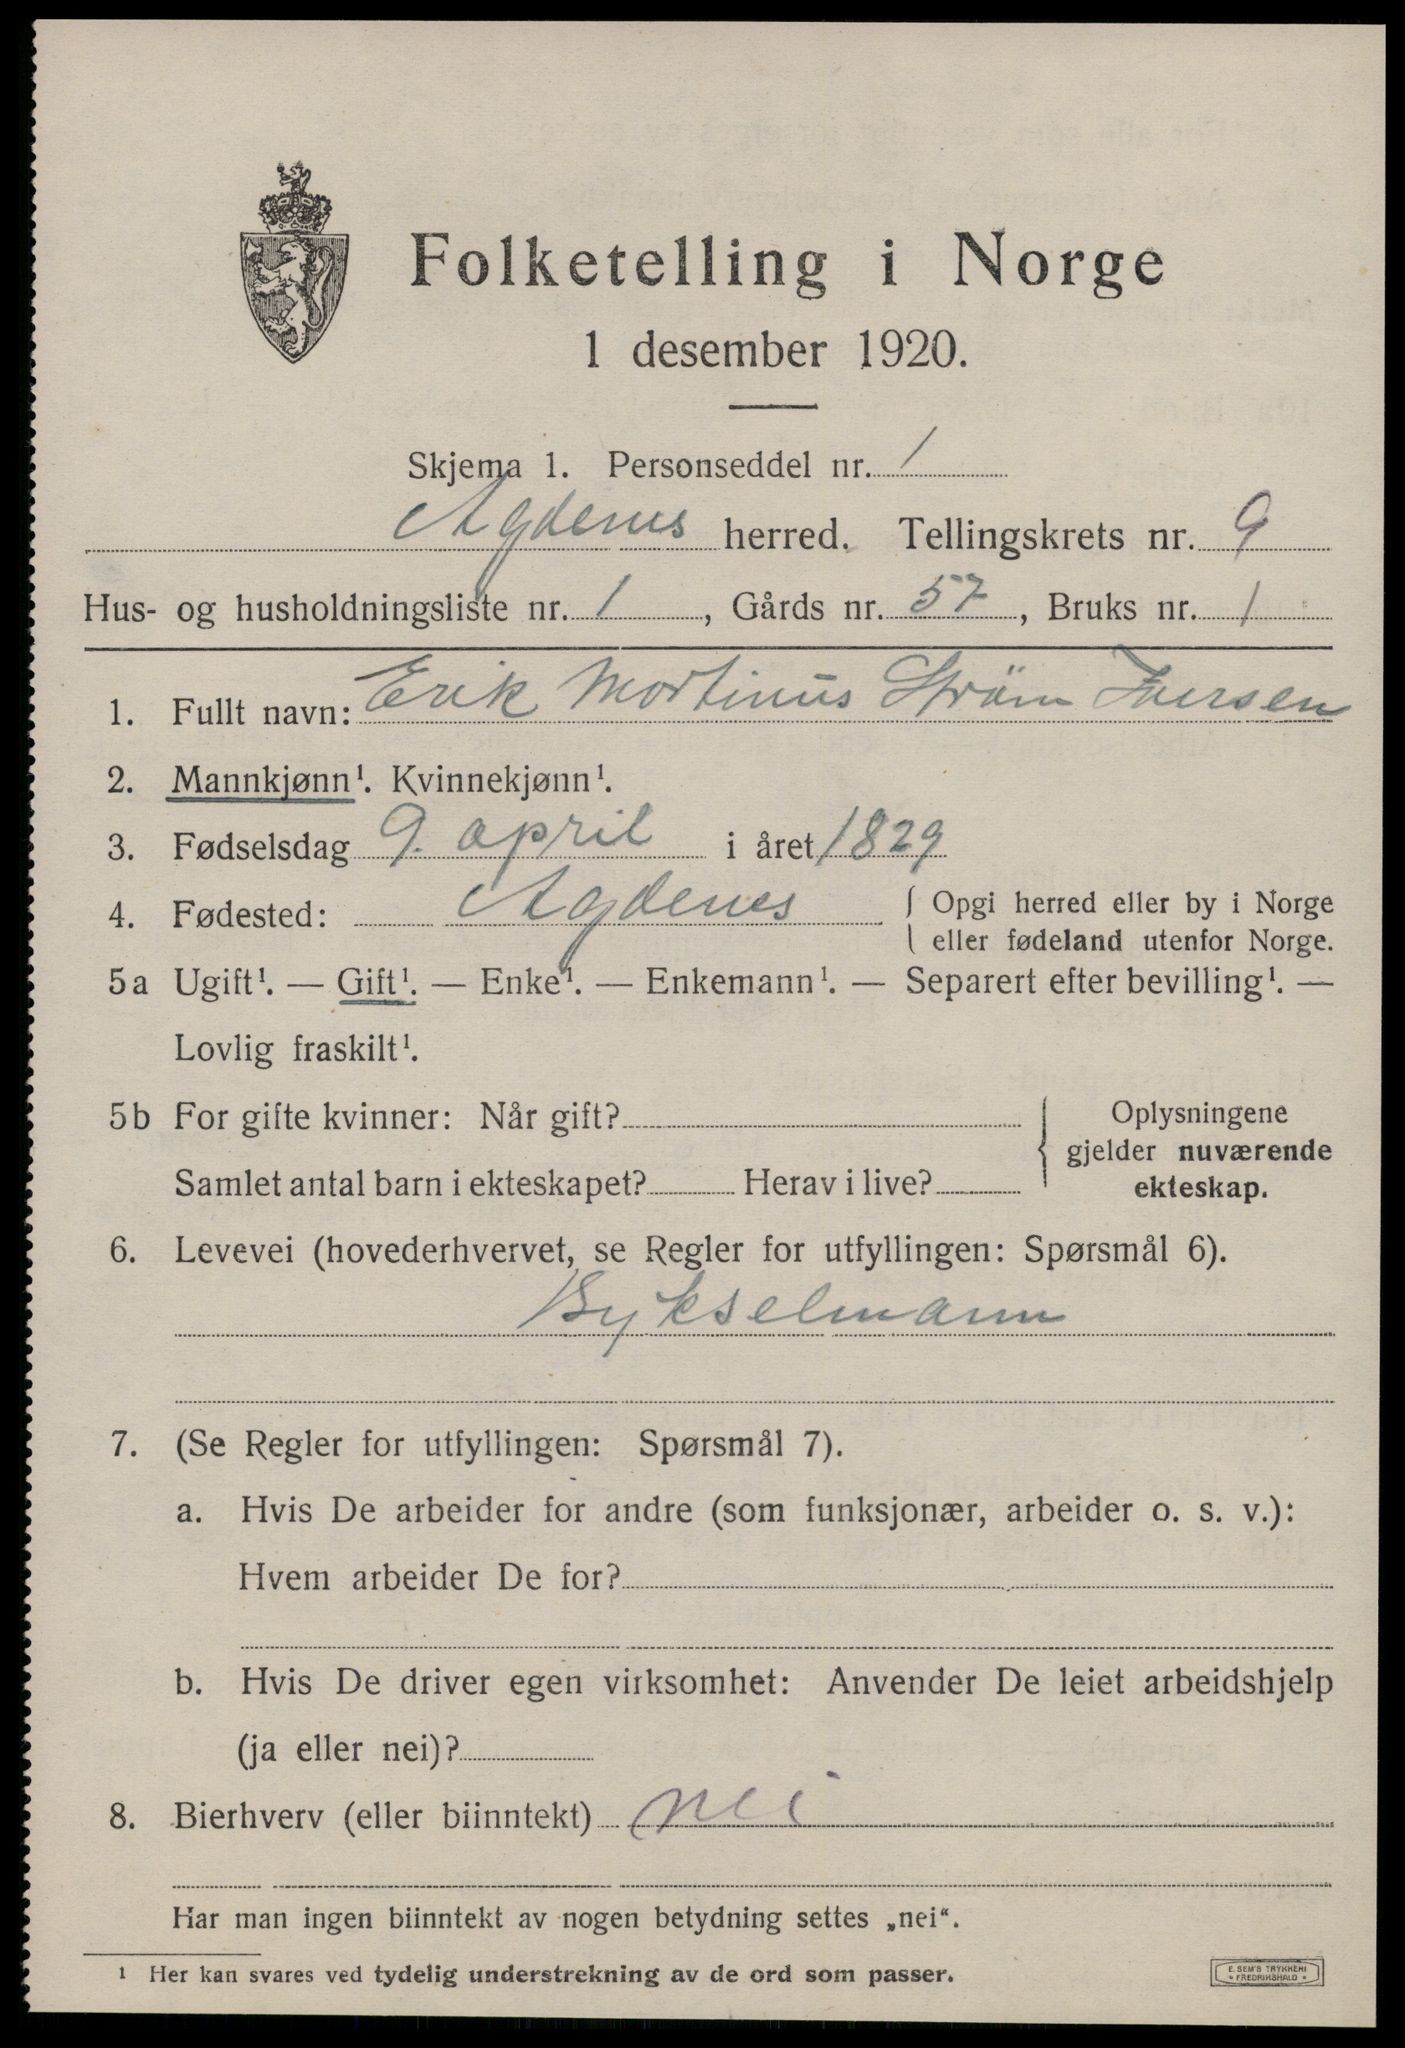 Folketelling i Norge
1 desember 1920.
Skjema 1. Personseddel nr. 1
Agdenes herred. Tellingskrets nr. 9
Hus- og husholdningsliste nr. 1, Gårds nr. 57, Bruks nr. 1
1. Fullt navn: Erik Mortinus Strøm Iversen
2. Mannkjønn¹. Kvinnekjønn¹.
3. Fødselsdag 9. april i året 1829
4. Fødested: Agdenes { Opgi herred eller by i Norge
eller fødeland utenfor Norge.
5a Ugift¹. — Gift¹. — Enke¹. — Enkemann¹. — Separert efter bevilling¹. —
Lovlig fraskilt¹.
5b For gifte kvinner: Når gift? { Oplysningene
gjelder nuværende
Samlet antal barn i ekteskapet? Herav i live? ekteskap.
6. Levevei (hovederhvervet, se Regler for utfyllingen: Spørsmål 6).
Bykselmann
7. (Se Regler for utfyllingen: Spørsmål 7).
a. Hvis De arbeider for andre (som funksjonær, arbeider o. s. v.):
Hvem arbeider De for?
b. Hvis De driver egen virksomhet: Anvender De leiet arbeidshjelp
(ja eller nei)?
8. Bierhverv (eller biinntekt) nei
Har man ingen biinntekt av nogen betydning settes „nei“.
¹ Her kan svares ved tydelig understrekning av de ord som passer.
E. SEM'S TRYKKERI
FREDRIKSHALD